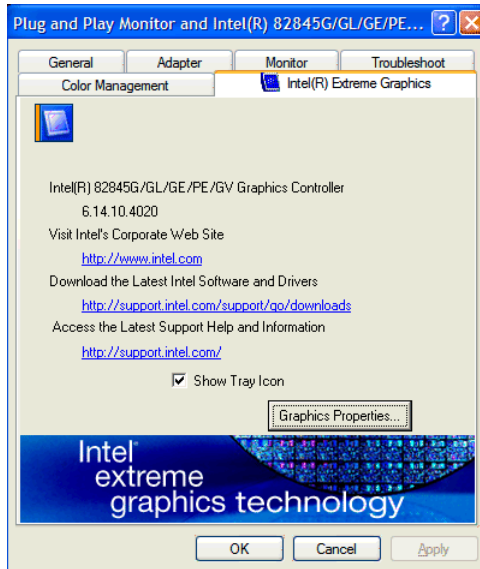 Plug and Play Monitor and Intel(R) 82845G/GL/GE/PE...
General Adapter Monitor Troubleshoot
Color Management Intel(R) Extreme Graphics
Intel(R) 82845G/GL/GE/PE/GV Graphics Controller
6.14.10.4020
Visit Intel's Corporate Web Site
http://www.intel.com
Download the Latest Intel Software and Drivers
http://support.intel.com/support/go/downloads
Access the Latest Support Help and Information
http://support.intel.com/
Show Tray Icon
Graphics Properties...
Intel®
extreme
graphics technology
OK Cancel Apply